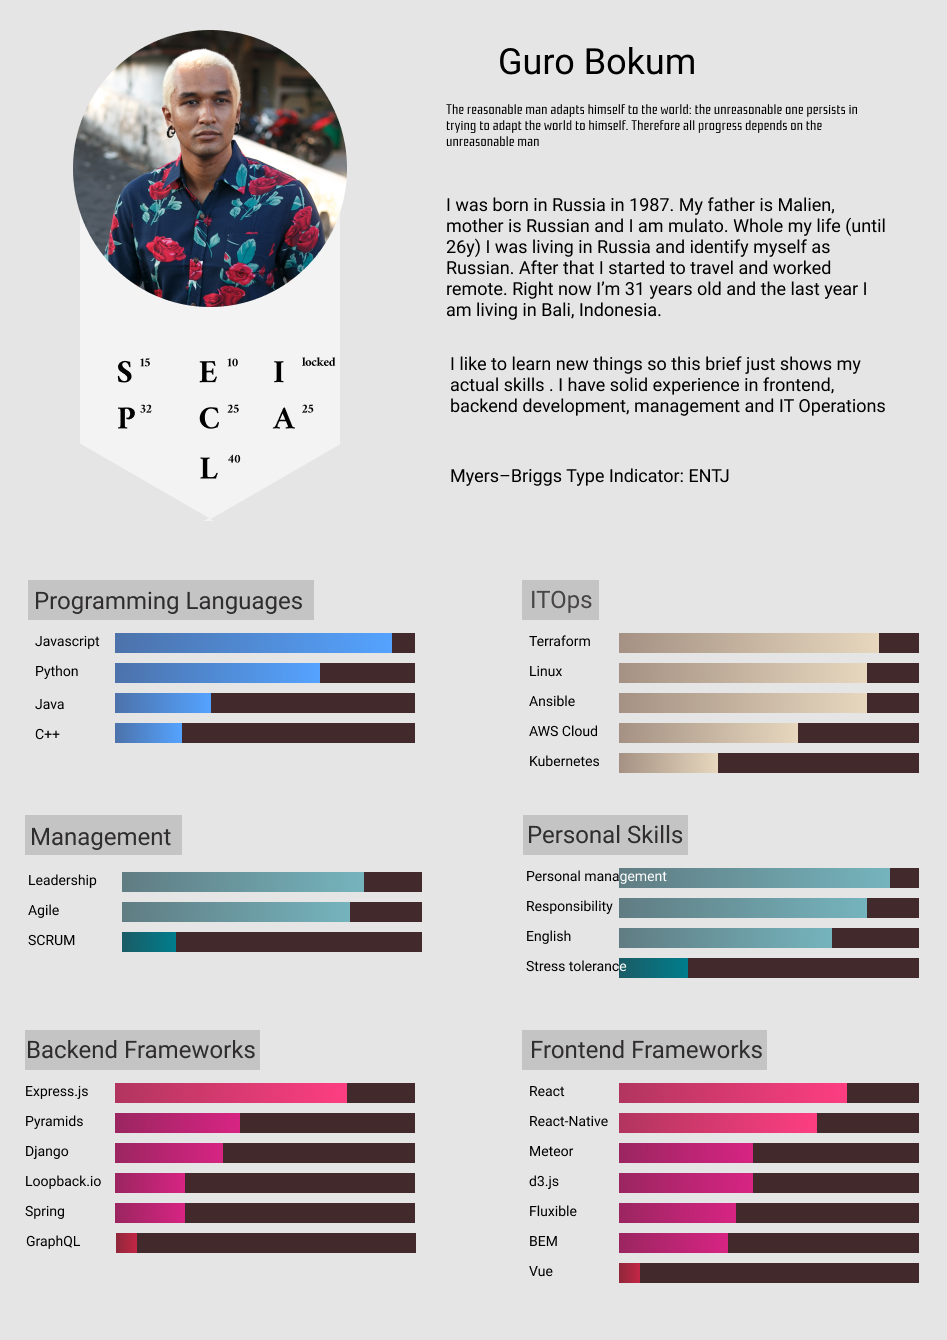 Guro Bokum
The reasonable man adapts himself to the world: the unreasonable one persists in
trying to adapt the world to himself. Therefore all progress depends on the
unreasonable man
I was born in Russia in 1987. My father is Malien,
mother is Russian and I am mulato. Whole my life (until
26y) I was living in Russia and identify myself as
Russian. After that I started to travel and worked
remote. Right now I’m 31 years old and the last year I
am living in Bali, Indonesia.
I like to learn new things so this brief just shows my
actual skills . I have solid experience in frontend,
backend development, management and IT Operations
Myers–Briggs Type Indicator: ENTJ
S 15 E 10 I locked
P 32 C 25 A 25
L 40
Programming Languages
Javascript
Python
Java
C++
ITOps
Terraform
Linux
Ansible
AWS Cloud
Kubernetes
Management
Leadership
Agile
SCRUM
Personal Skills
Personal management
Responsibility
English
Stress tolerance
Backend Frameworks
Express.js
Pyramids
Django
Loopback.io
Spring
GraphQL
Frontend Frameworks
React
React-Native
Meteor
d3.js
Fluxible
BEM
Vue